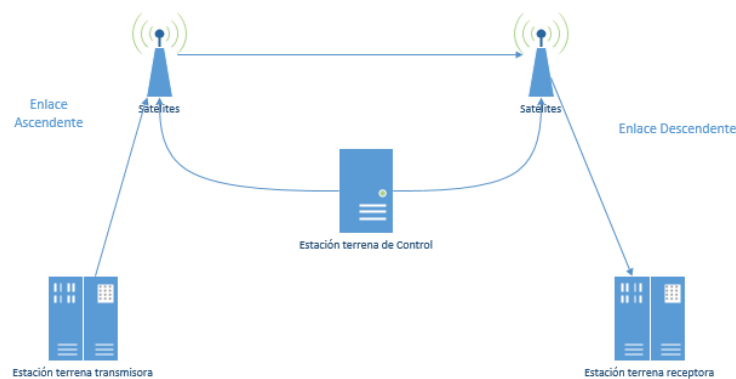 Satelites
Satelites
Enlace
Ascendente
Enlace Descendente
Estación terrena de Control
Estación terrena transmisora
Estación terrena receptora